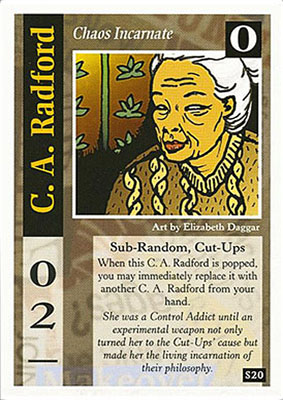 C. A. Radford
Chaos Incarnate
0
Art by Elizabeth Daggar
0
2
Sub-Random, Cut-Ups
When this C. A. Radford is popped,
you may immediately replace it with
another C. A. Radford from your
hand.
She was a Control Addict until an
experimental weapon not only
turned her to the Cut-Ups' cause but
made her the living incarnation of
their philosophy.
S20